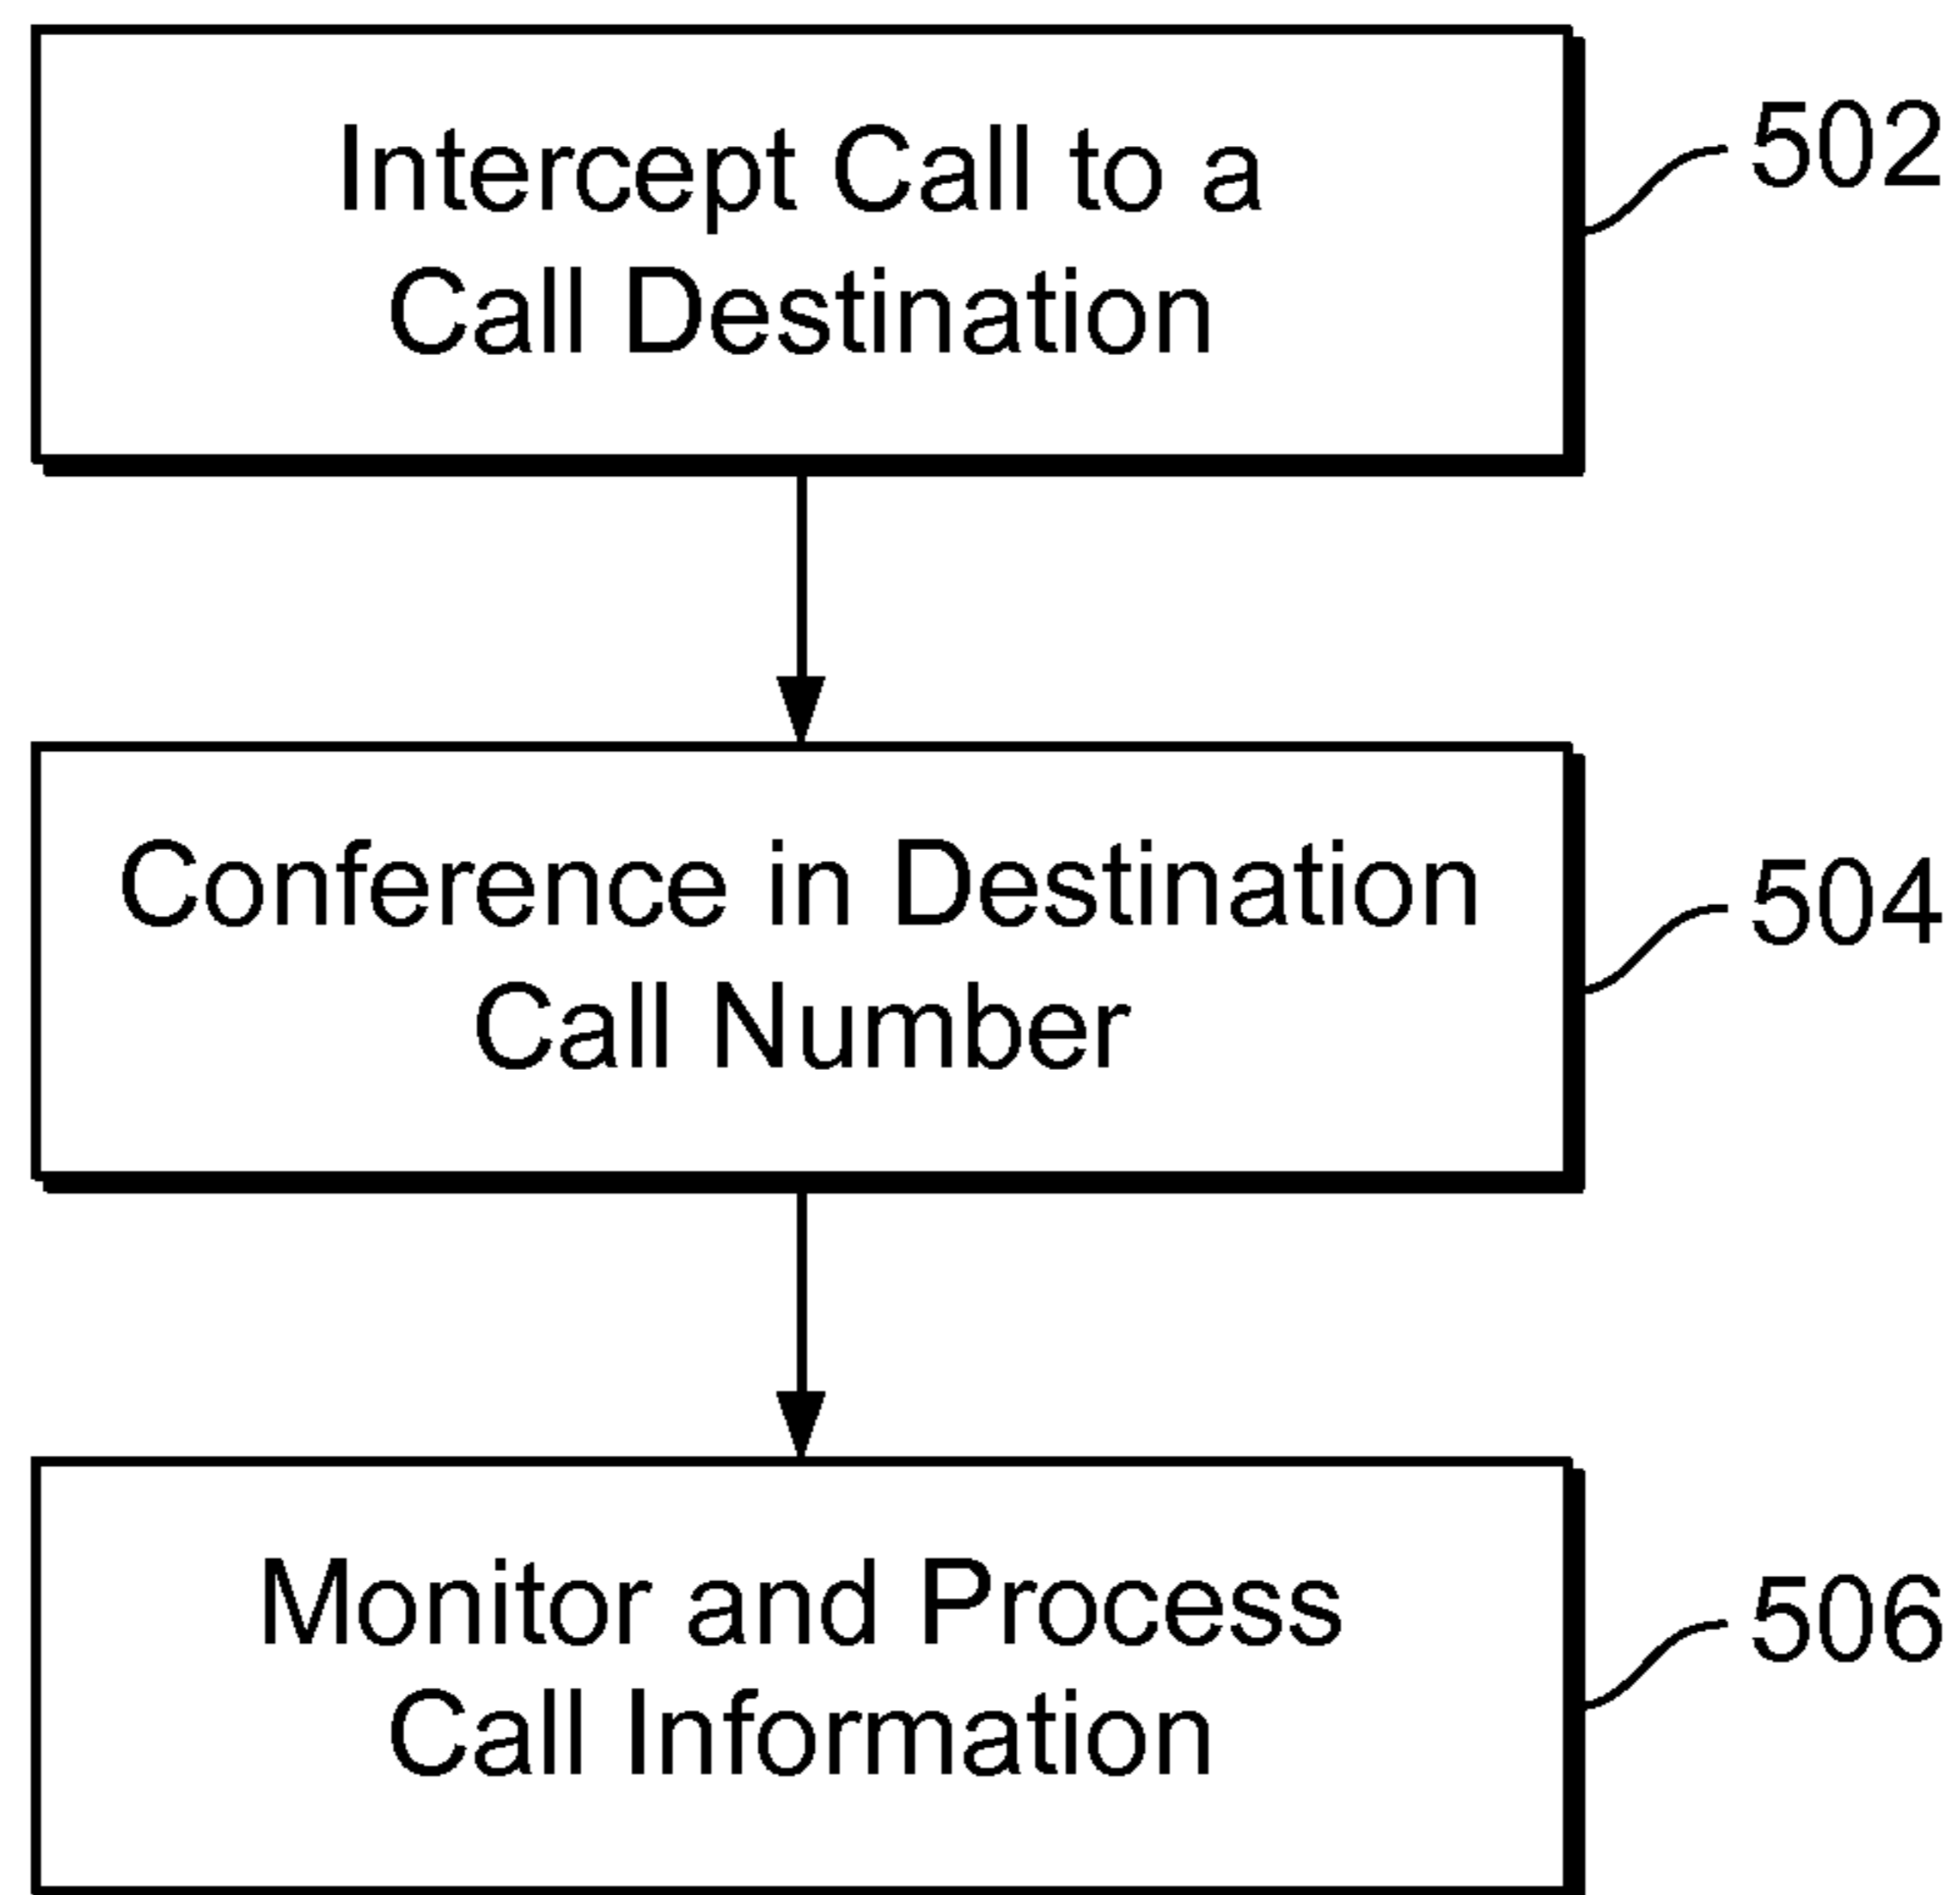 Intercept Call to a
Call Destination
502
Conference in Destination
Call Number
504
Monitor and Process
Call Information
506